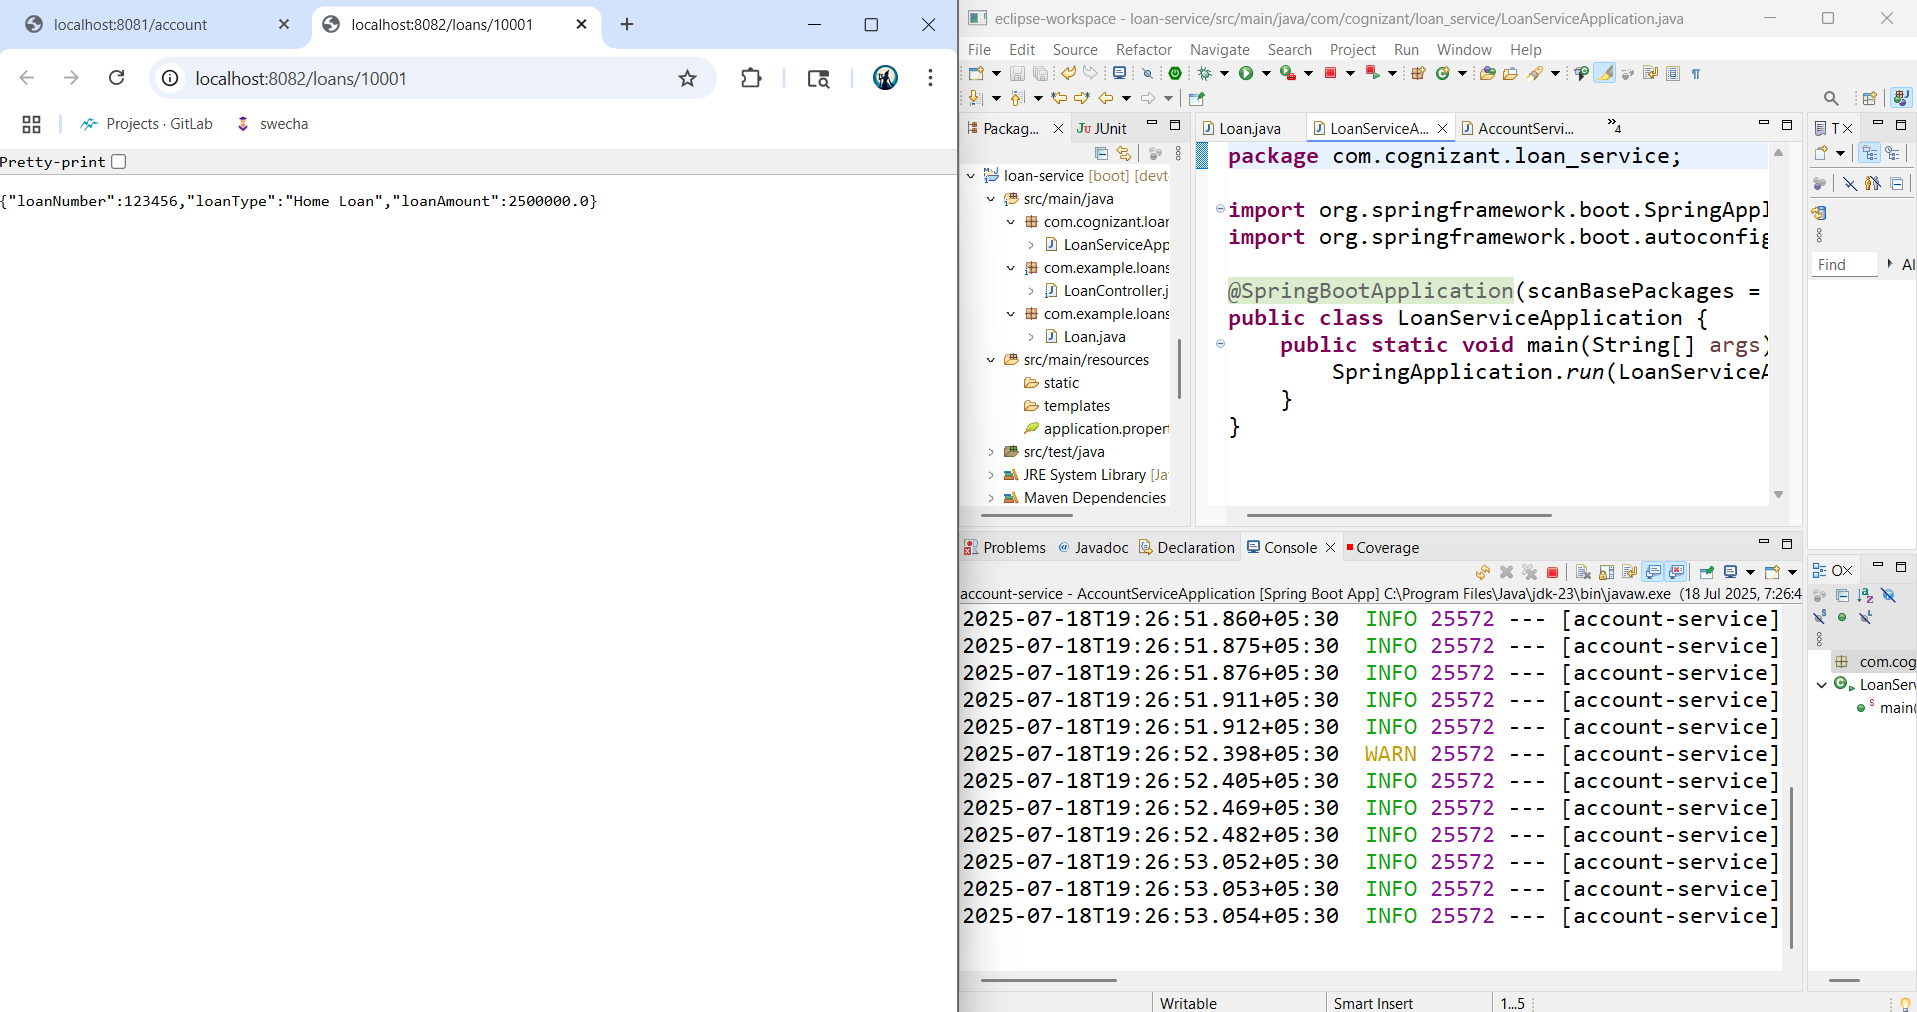 localhost:8081/account
localhost:8082/loans/10001
localhost:8082/loans/10001
Projects · GitLab
swecha
Pretty-print
{"loanNumber":123456,"loanType":"Home Loan","loanAmount":2500000.0}
eclipse-workspace - loan-service/src/main/java/com/cognizant/loan_service/LoanServiceApplication.java
File Edit Source Refactor Navigate Search Project Run Window Help
Packag...
JUnit
loan-service [boot] [devt
src/main/java
com.cognizant.loan
LoanServiceApp
com.example.loans
LoanController.j
com.example.loans
Loan.java
src/main/resources
static
templates
application.proper
src/test/java
JRE System Library [Ja
Maven Dependencies
Loan.java
LoanServiceA...
AccountServi...
»4
package com.cognizant.loan_service;
import org.springframework.boot.SpringAppl
import org.springframework.boot.autoconfig
@SpringBootApplication(scanBasePackages =
public class LoanServiceApplication {
public static void main(String[] args)
SpringApplication.run(LoanServiceA
}
}
T
Find
Al
Problems
@ Javadoc
Declaration
Console
Coverage
account-service - AccountServiceApplication [Spring Boot App] C:\Program Files\Java\jdk-23\bin\javaw.exe (18 Jul 2025, 7:26:4
2025-07-18T19:26:51.860+05:30 INFO 25572 --- [account-service]
2025-07-18T19:26:51.875+05:30 INFO 25572 --- [account-service]
2025-07-18T19:26:51.876+05:30 INFO 25572 --- [account-service]
2025-07-18T19:26:51.911+05:30 INFO 25572 --- [account-service]
2025-07-18T19:26:51.912+05:30 INFO 25572 --- [account-service]
2025-07-18T19:26:52.398+05:30 WARN 25572 --- [account-service]
2025-07-18T19:26:52.405+05:30 INFO 25572 --- [account-service]
2025-07-18T19:26:52.469+05:30 INFO 25572 --- [account-service]
2025-07-18T19:26:52.482+05:30 INFO 25572 --- [account-service]
2025-07-18T19:26:53.052+05:30 INFO 25572 --- [account-service]
2025-07-18T19:26:53.053+05:30 INFO 25572 --- [account-service]
2025-07-18T19:26:53.054+05:30 INFO 25572 --- [account-service]
O
com.cog
LoanServ
main(
Writable
Smart Insert
1...5